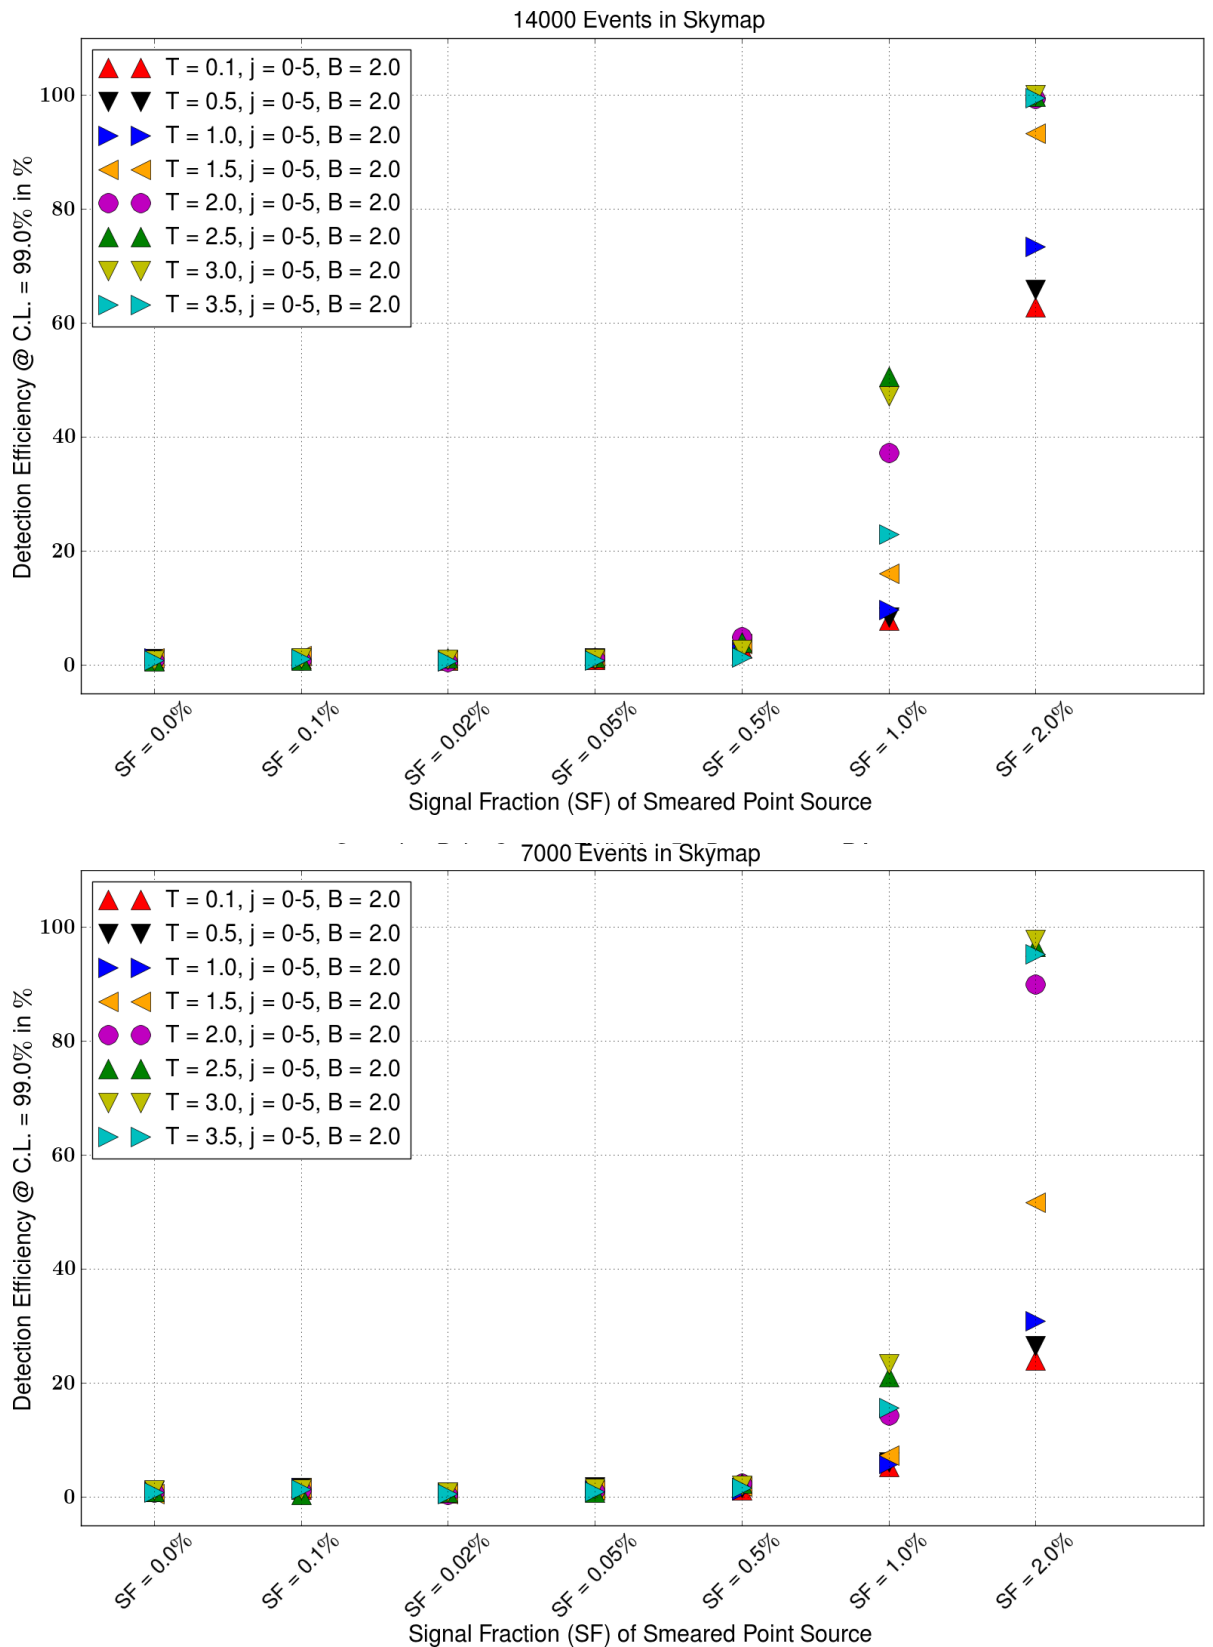 14000 Events in Skymap
Detection Efficiency @ C.L. = 99.0% in %
100
80
60
40
20
0
T = 0.1, j = 0-5, B = 2.0
T = 0.5, j = 0-5, B = 2.0
T = 1.0, j = 0-5, B = 2.0
T = 1.5, j = 0-5, B = 2.0
T = 2.0, j = 0-5, B = 2.0
T = 2.5, j = 0-5, B = 2.0
T = 3.0, j = 0-5, B = 2.0
T = 3.5, j = 0-5, B = 2.0
SF = 0.0%
SF = 0.1%
SF = 0.02%
SF = 0.05%
SF = 0.5%
SF = 1.0%
SF = 2.0%
Signal Fraction (SF) of Smeared Point Source
7000 Events in Skymap
Detection Efficiency @ C.L. = 99.0% in %
100
80
60
40
20
0
T = 0.1, j = 0-5, B = 2.0
T = 0.5, j = 0-5, B = 2.0
T = 1.0, j = 0-5, B = 2.0
T = 1.5, j = 0-5, B = 2.0
T = 2.0, j = 0-5, B = 2.0
T = 2.5, j = 0-5, B = 2.0
T = 3.0, j = 0-5, B = 2.0
T = 3.5, j = 0-5, B = 2.0
SF = 0.0%
SF = 0.1%
SF = 0.02%
SF = 0.05%
SF = 0.5%
SF = 1.0%
SF = 2.0%
Signal Fraction (SF) of Smeared Point Source